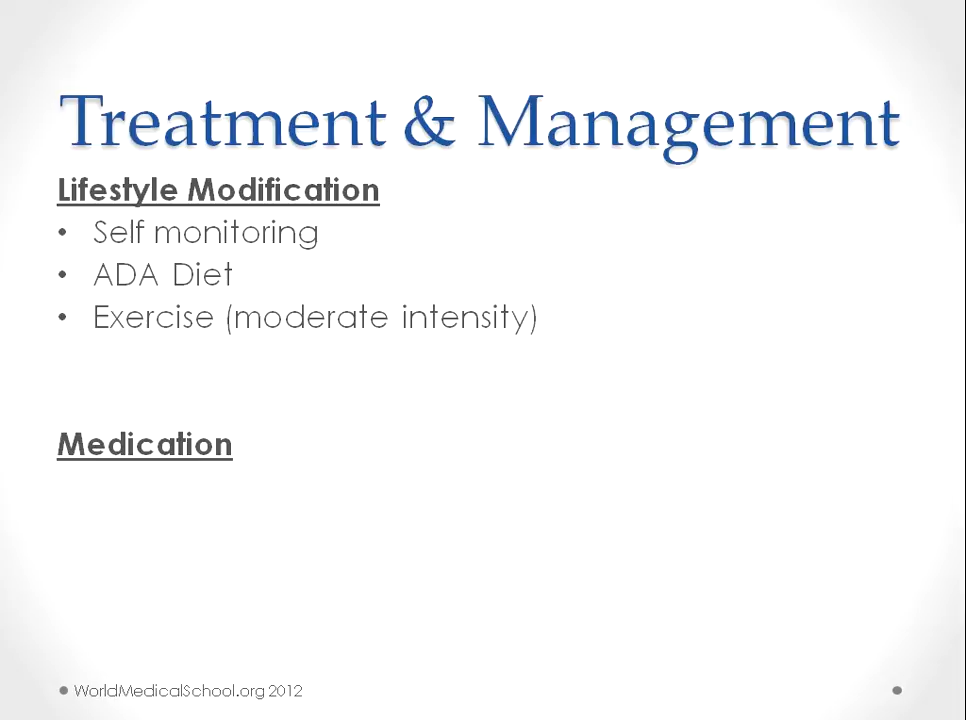 Treatment & Management
Lifestyle Modification
• Self monitoring
• ADA Diet
• Exercise (moderate intensity)
Medication
WorldMedicalSchool.org 2012